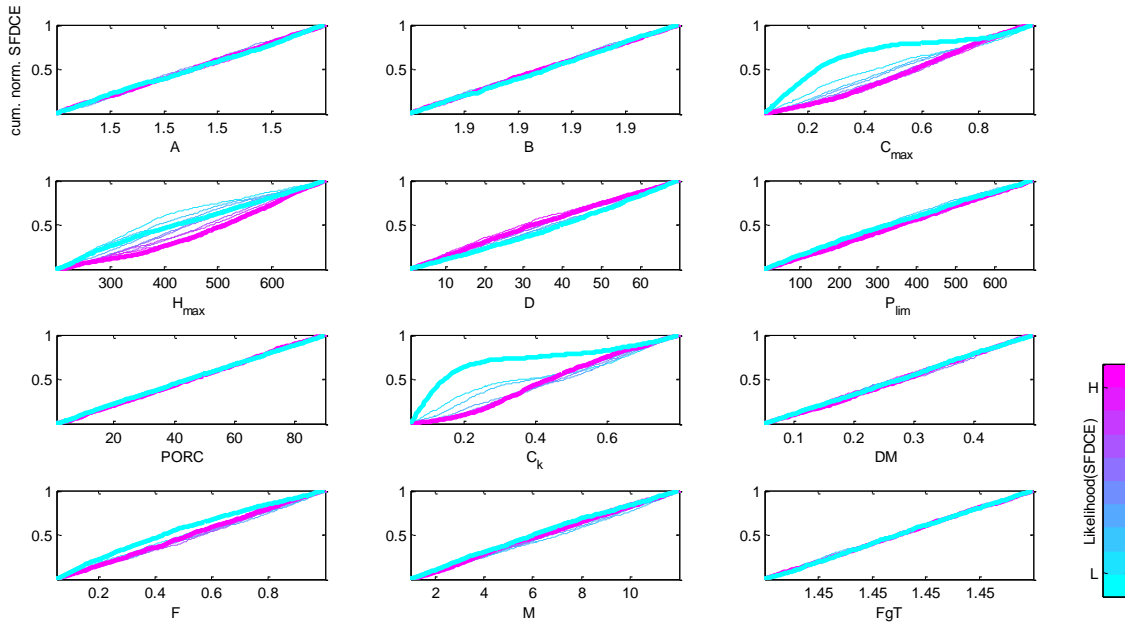 cum. norm. SFDCE
1
0.5
1.5 1.5 1.5 1.5
A
1
0.5
1.9 1.9 1.9 1.9
B
1
0.5
0.2 0.4 0.6 0.8
C_max
1
0.5
300 400 500 600
H_max
1
0.5
10 20 30 40 50 60
D
1
0.5
100 200 300 400 500 600
P_lim
1
0.5
20 40 60 80
PORC
1
0.5
0.2 0.4 0.6
C_k
1
0.5
0.1 0.2 0.3 0.4
DM
1
0.5
0.2 0.4 0.6 0.8
F
1
0.5
2 4 6 8 10
M
1
0.5
1.45 1.45 1.45 1.45
FgT
Likelihood(SFDCE)
H
L